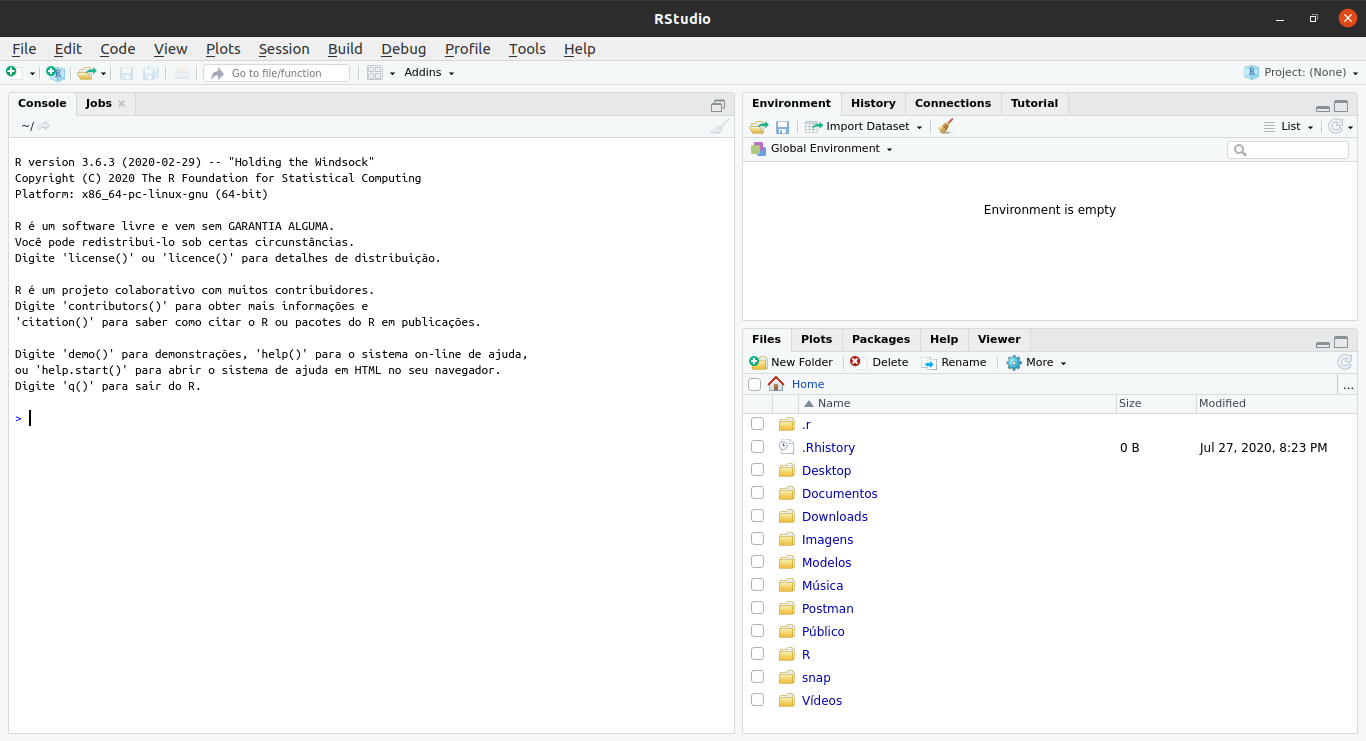 RStudio
File Edit Code View Plots Session Build Debug Profile Tools Help
Go to file/function Addins Project: (None)
Console Jobs
~/
R version 3.6.3 (2020-02-29) -- "Holding the Windsock"
Copyright (C) 2020 The R Foundation for Statistical Computing
Platform: x86_64-pc-linux-gnu (64-bit)
R é um software livre e vem sem GARANTIA ALGUMA.
Você pode redistribui-lo sob certas circunstâncias.
Digite 'license()' ou 'licence()' para detalhes de distribuição.
R é um projeto colaborativo com muitos contribuidores.
Digite 'contributors()' para obter mais informações e
'citation()' para saber como citar o R ou pacotes do R em publicações.
Digite 'demo()' para demonstrações, 'help()' para o sistema on-line de ajuda,
ou 'help.start()' para abrir o sistema de ajuda em HTML no seu navegador.
Digite 'q()' para sair do R.
>
Environment History Connections Tutorial
Import Dataset List
Global Environment
Environment is empty
Files Plots Packages Help Viewer
New Folder Delete Rename More
Home ...
Name Size Modified
.r
.Rhistory 0 B Jul 27, 2020, 8:23 PM
Desktop
Documentos
Downloads
Imagens
Modelos
Música
Postman
Público
R
snap
Vídeos